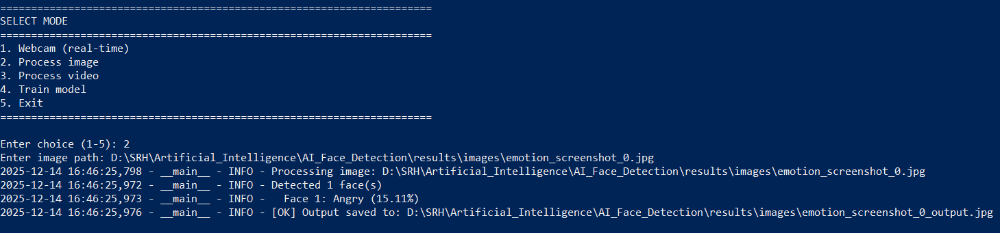 ======================================================================
SELECT MODE
======================================================================
1. Webcam (real-time)
2. Process image
3. Process video
4. Train model
5. Exit
======================================================================
Enter choice (1-5): 2
Enter image path: D:\SRH\Artificial_Intelligence\AI_Face_Detection\results\images\emotion_screenshot_0.jpg
2025-12-14 16:46:25,798 - __main__ - INFO - Processing image: D:\SRH\Artificial_Intelligence\AI_Face_Detection\results\images\emotion_screenshot_0.jpg
2025-12-14 16:46:25,972 - __main__ - INFO - Detected 1 face(s)
2025-12-14 16:46:25,973 - __main__ - INFO -   Face 1: Angry (15.11%)
2025-12-14 16:46:25,976 - __main__ - INFO - [OK] Output saved to: D:\SRH\Artificial_Intelligence\AI_Face_Detection\results\images\emotion_screenshot_0_output.jpg